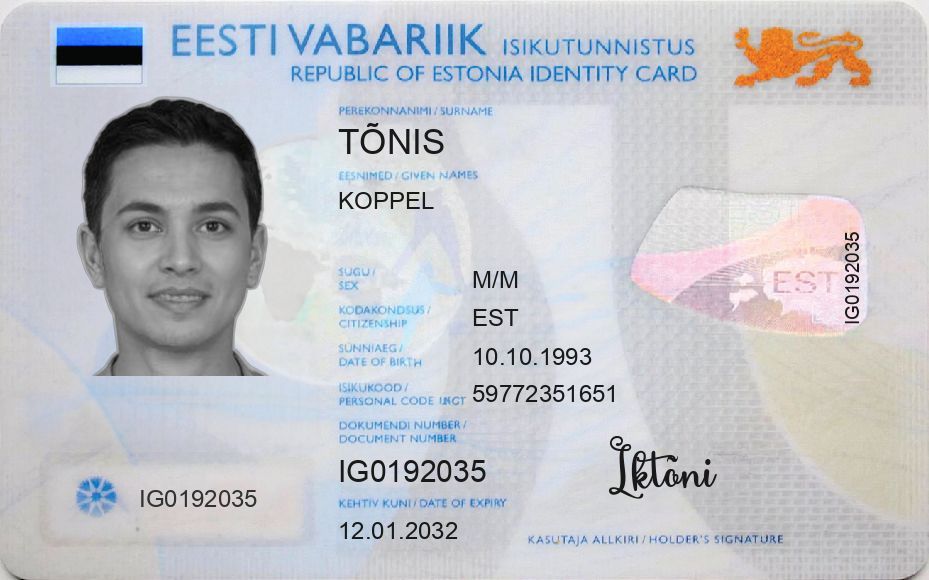 EESTI VABARIIK ISIKUTUNNISTUS
REPUBLIC OF ESTONIA IDENTITY CARD
PEREKONNANIMI / SURNAME
TÕNIS
EESNIMED / GIVEN NAMES
KOPPEL
SUGU / SEX
M/M
KODAKONDSUS / CITIZENSHIP
EST
SÜNNIAEG / DATE OF BIRTH
10.10.1993
ISIKUKOOD / PERSONAL CODE
59772351651
DOKUMENDI NUMBER / DOCUMENT NUMBER
IG0192035
KEHTIV KUNI / DATE OF EXPIRY
12.01.2032
IG0192035
EST
IG0192035
KASUTAJA ALLKIRI / HOLDER'S SIGNATURE